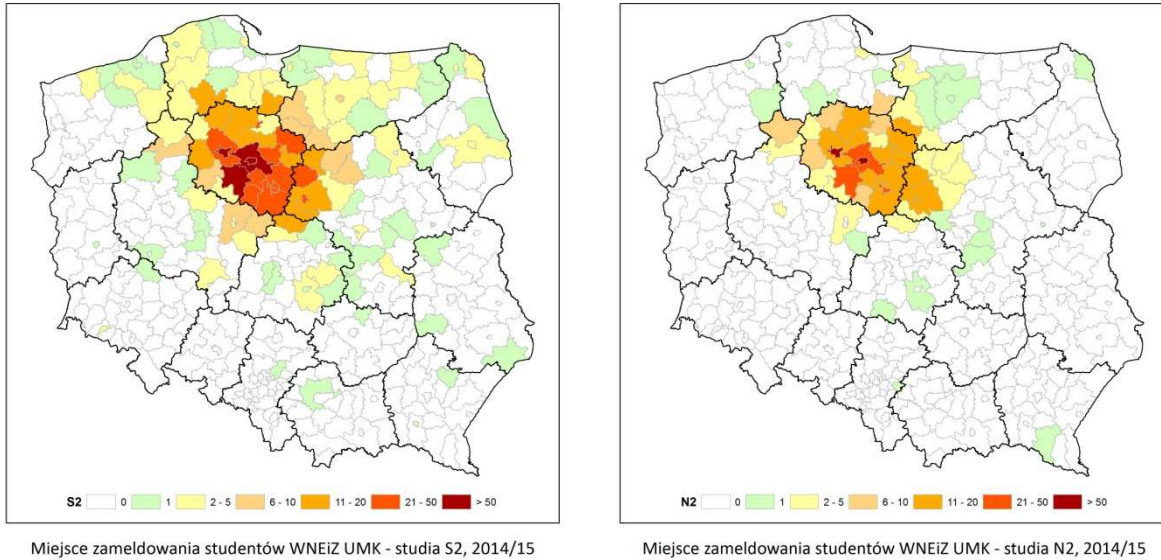 S2 0 1 2 - 5 6 - 10 11 - 20 21 - 50 > 50
Miejsce zameldowania studentów WNEiZ UMK - studia S2, 2014/15
N2 0 1 2 - 5 6 - 10 11 - 20 21 - 50 > 50
Miejsce zameldowania studentów WNEiZ UMK - studia N2, 2014/15